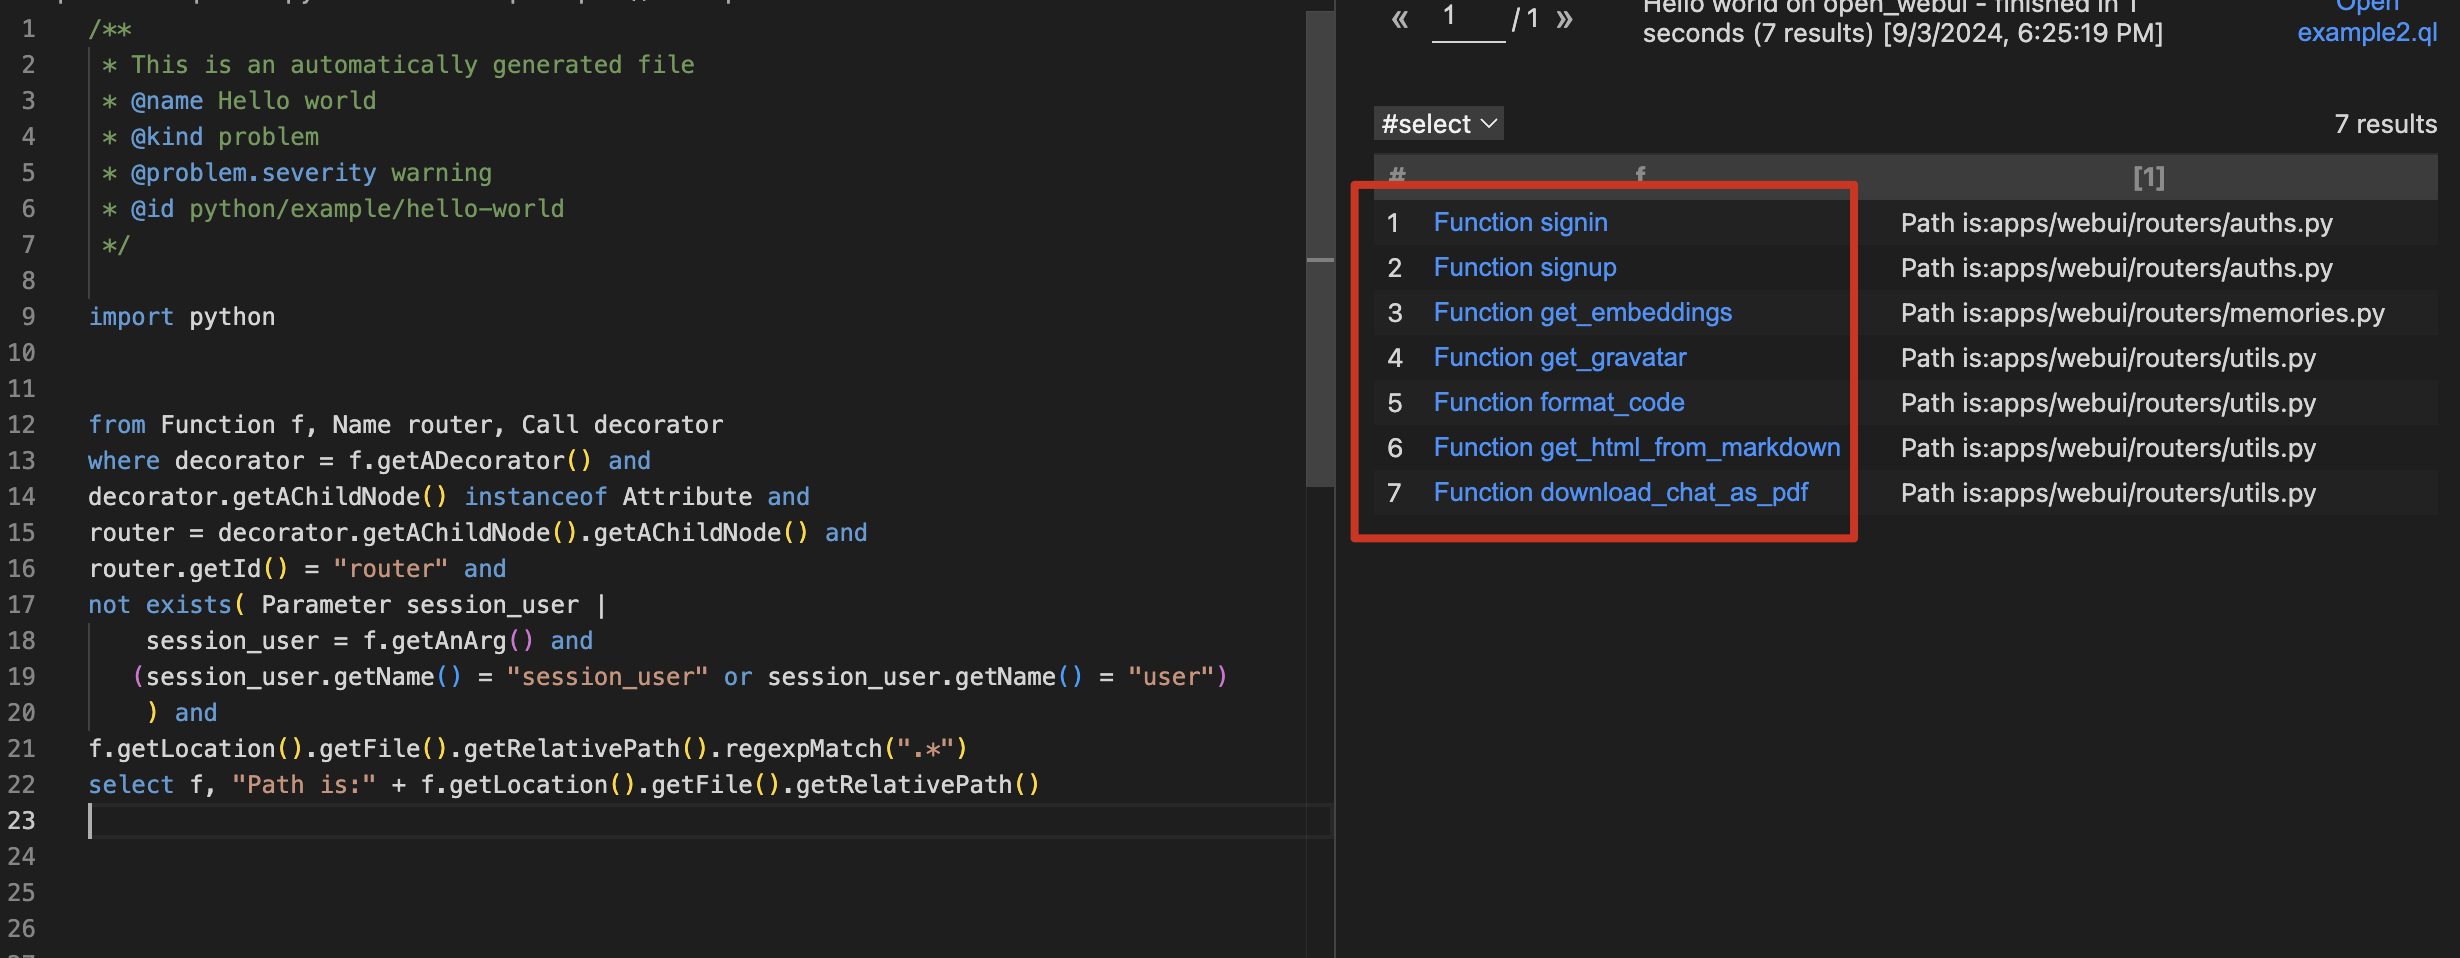 1 /**
2 * This is an automatically generated file
3 * @name Hello world
4 * @kind problem
5 * @problem.severity warning
6 * @id python/example/hello-world
7 */
8
9 import python
10
11
12 from Function f, Name router, Call decorator
13 where decorator = f.getADecorator() and
14 decorator.getAChildNode() instanceof Attribute and
15 router = decorator.getAChildNode().getAChildNode() and
16 router.getId() = "router" and
17 not exists( Parameter session_user |
18 session_user = f.getAnArg() and
19 (session_user.getName() = "session_user" or session_user.getName() = "user")
20 ) and
21 f.getLocation().getFile().getRelativePath().regexpMatch(".*")
22 select f, "Path is:" + f.getLocation().getFile().getRelativePath()
23
24
25
26
« 1 / 1 »
Hello world on open_webui - finished in 1
seconds (7 results) [9/3/2024, 6:25:19 PM]
Open
example2.ql
#select
7 results
# f [1]
1 Function signin Path is:apps/webui/routers/auths.py
2 Function signup Path is:apps/webui/routers/auths.py
3 Function get_embeddings Path is:apps/webui/routers/memories.py
4 Function get_gravatar Path is:apps/webui/routers/utils.py
5 Function format_code Path is:apps/webui/routers/utils.py
6 Function get_html_from_markdown Path is:apps/webui/routers/utils.py
7 Function download_chat_as_pdf Path is:apps/webui/routers/utils.py